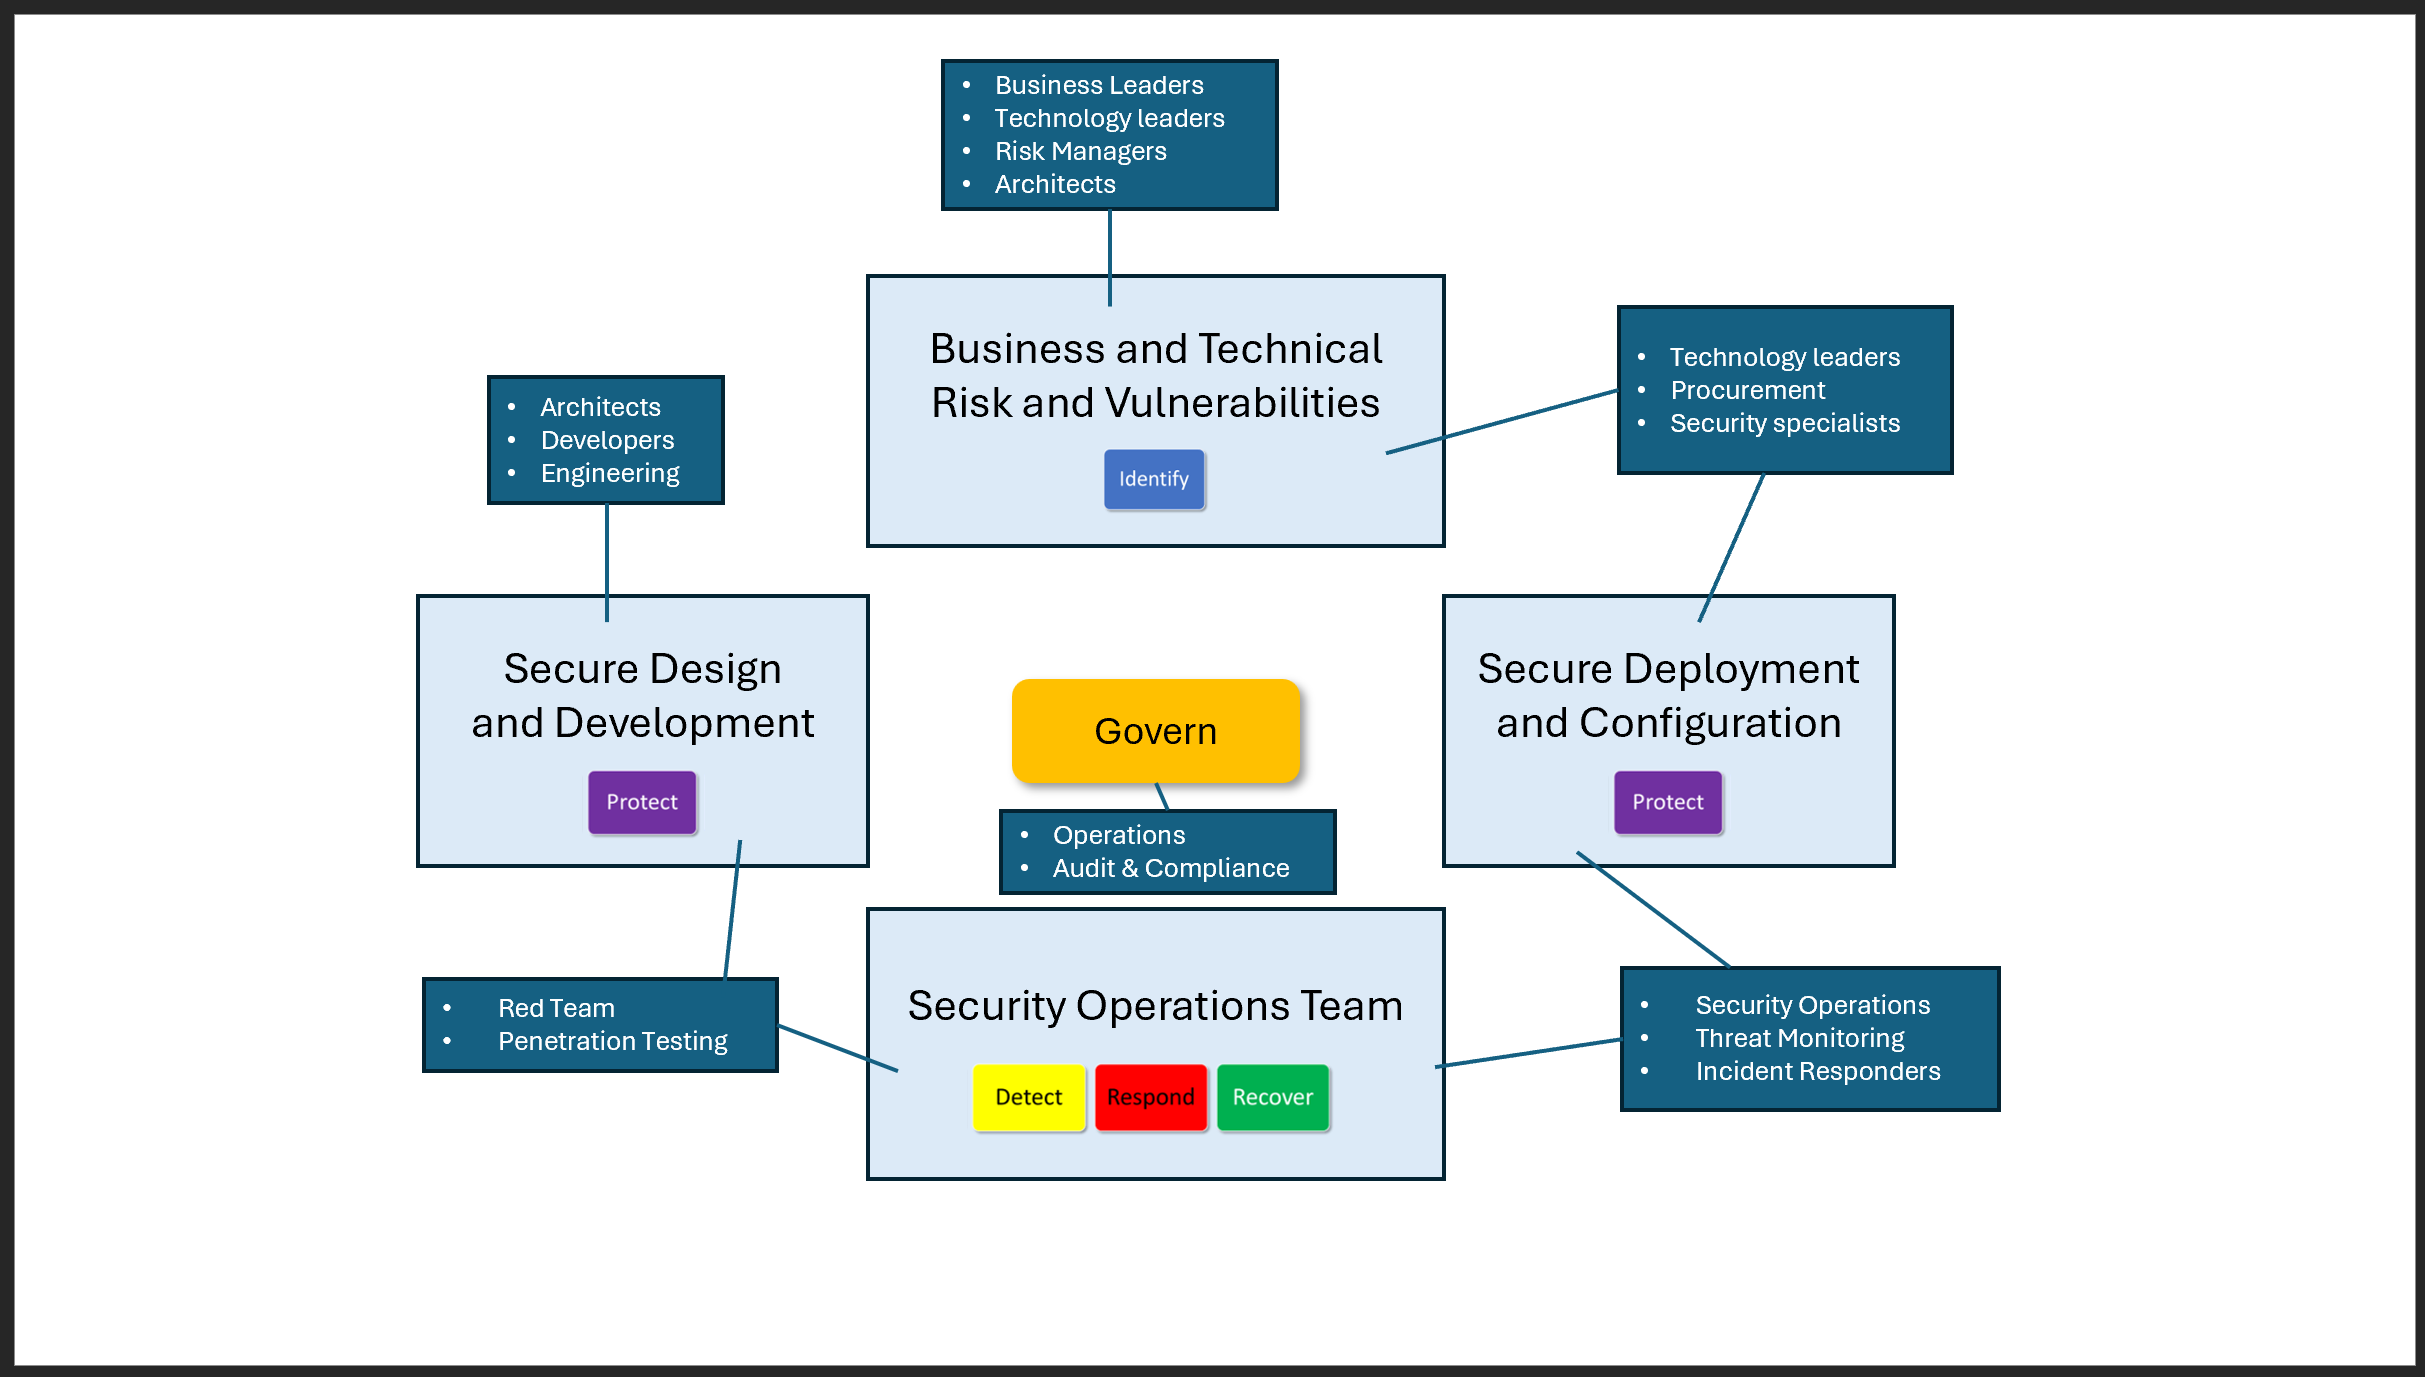 • Business Leaders
• Technology leaders
• Risk Managers
• Architects
Business and Technical
Risk and Vulnerabilities
Identify
• Technology leaders
• Procurement
• Security specialists
• Architects
• Developers
• Engineering
Secure Design
and Development
Protect
Govern
• Operations
• Audit & Compliance
Secure Deployment
and Configuration
Protect
• Red Team
• Penetration Testing
Security Operations Team
Detect
Respond
Recover
• Security Operations
• Threat Monitoring
• Incident Responders